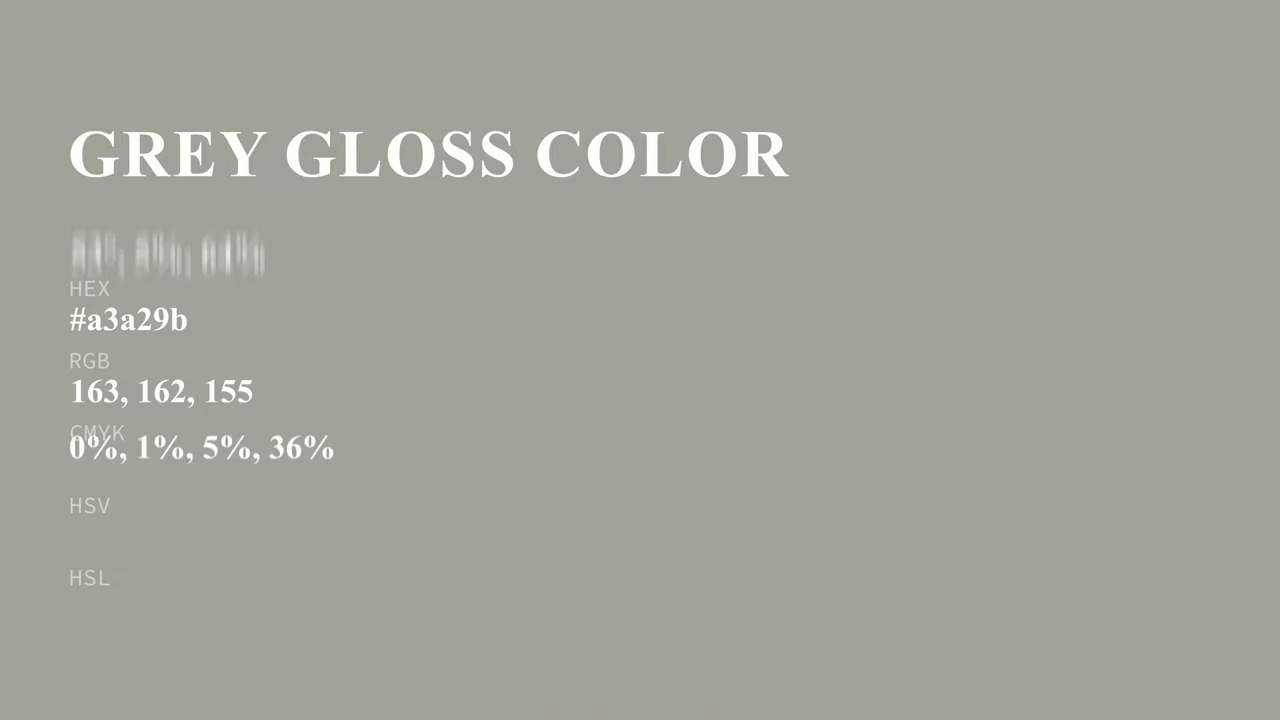 GREY GLOSS COLOR
HEX
#a3a29b
RGB
163, 162, 155
CMYK
0%, 1%, 5%, 36%
HSV
HSL